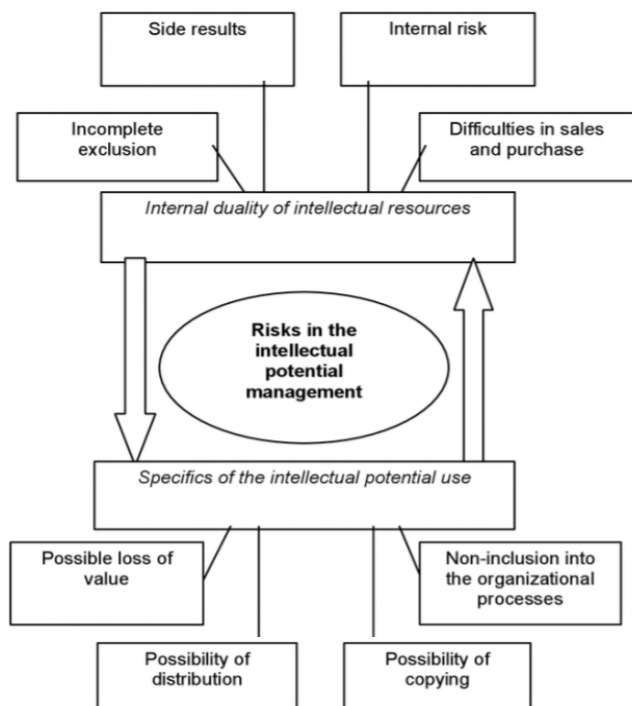 Side results
Internal risk
Incomplete
exclusion
Difficulties in sales
and purchase
Internal duality of intellectual resources
Risks in the
intellectual
potential
management
Specifics of the intellectual potential use
Possible loss of
value
Non-inclusion into
the organizational
processes
Possibility of
distribution
Possibility of
copying